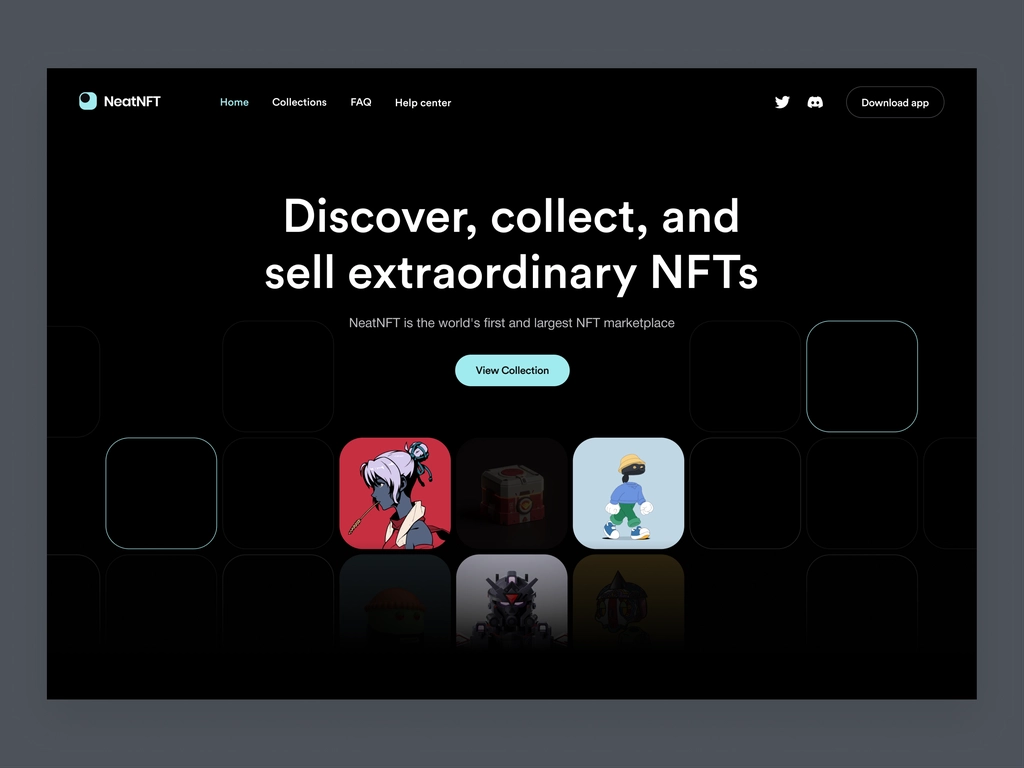 NeatNFT
Home Collections FAQ Help center
Download app
Discover, collect, and
sell extraordinary NFTs
NeatNFT is the world's first and largest NFT marketplace
View Collection